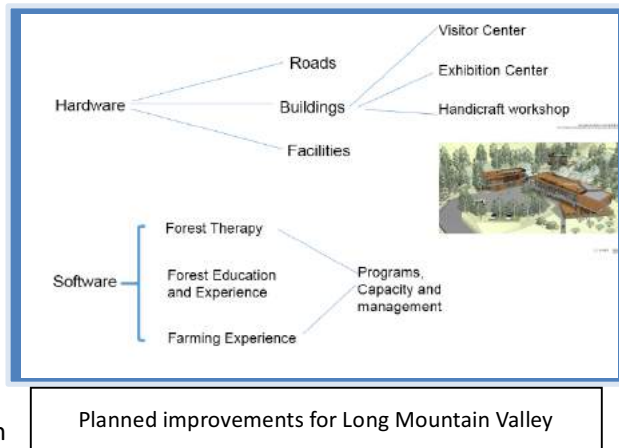 Visitor Center
Roads
Exhibition Center
Hardware
Buildings
Handicraft workshop
Facilities
Forest Therapy
Software
Forest Education
and Experience
Programs,
Capacity and
management
Farming Experience
Planned improvements for Long Mountain Valley